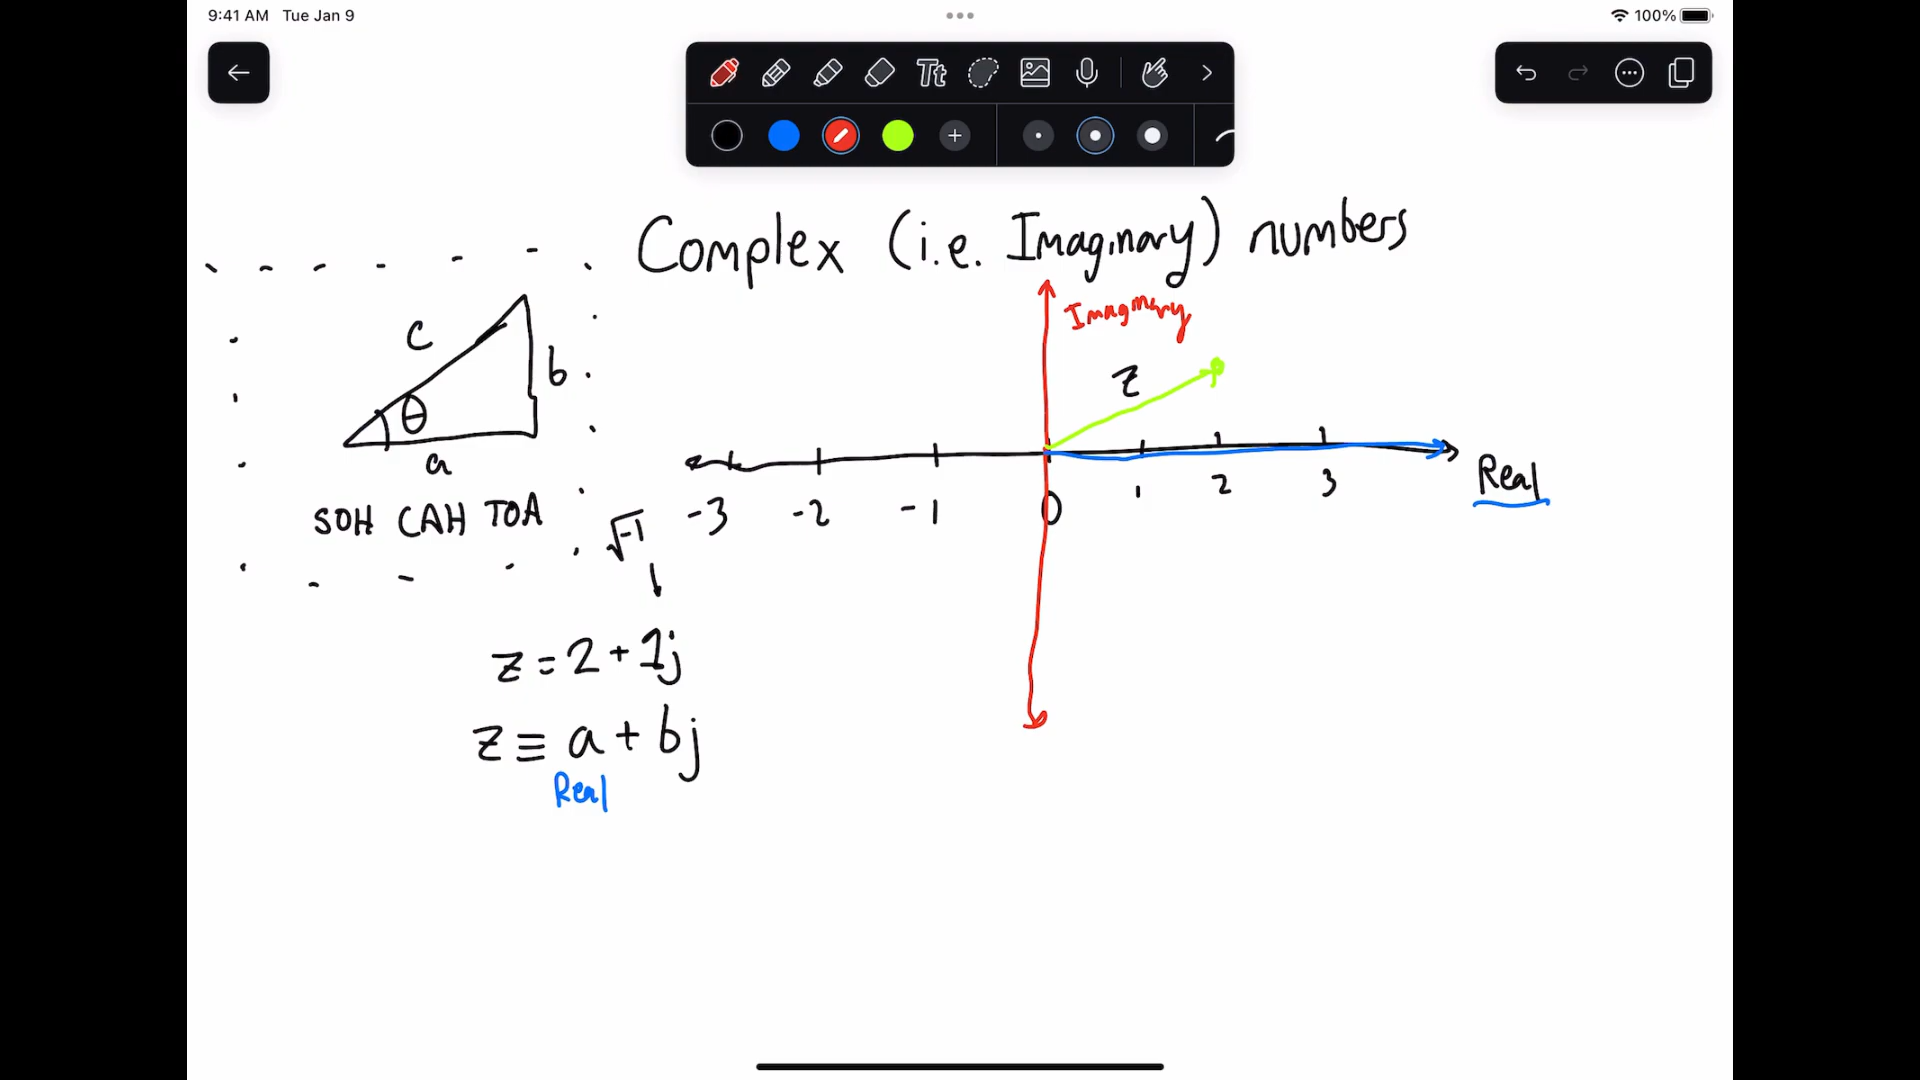 9:41 AM Tue Jan 9
100%
Tt
Complex (i.e. Imaginary) numbers
Imaginary
c
b
θ
a
z
Real
-3 -2 -1 0 1 2 3
SOH CAH TOA
√-1
z = 2 + 1j
z ≡ a + bj
Real